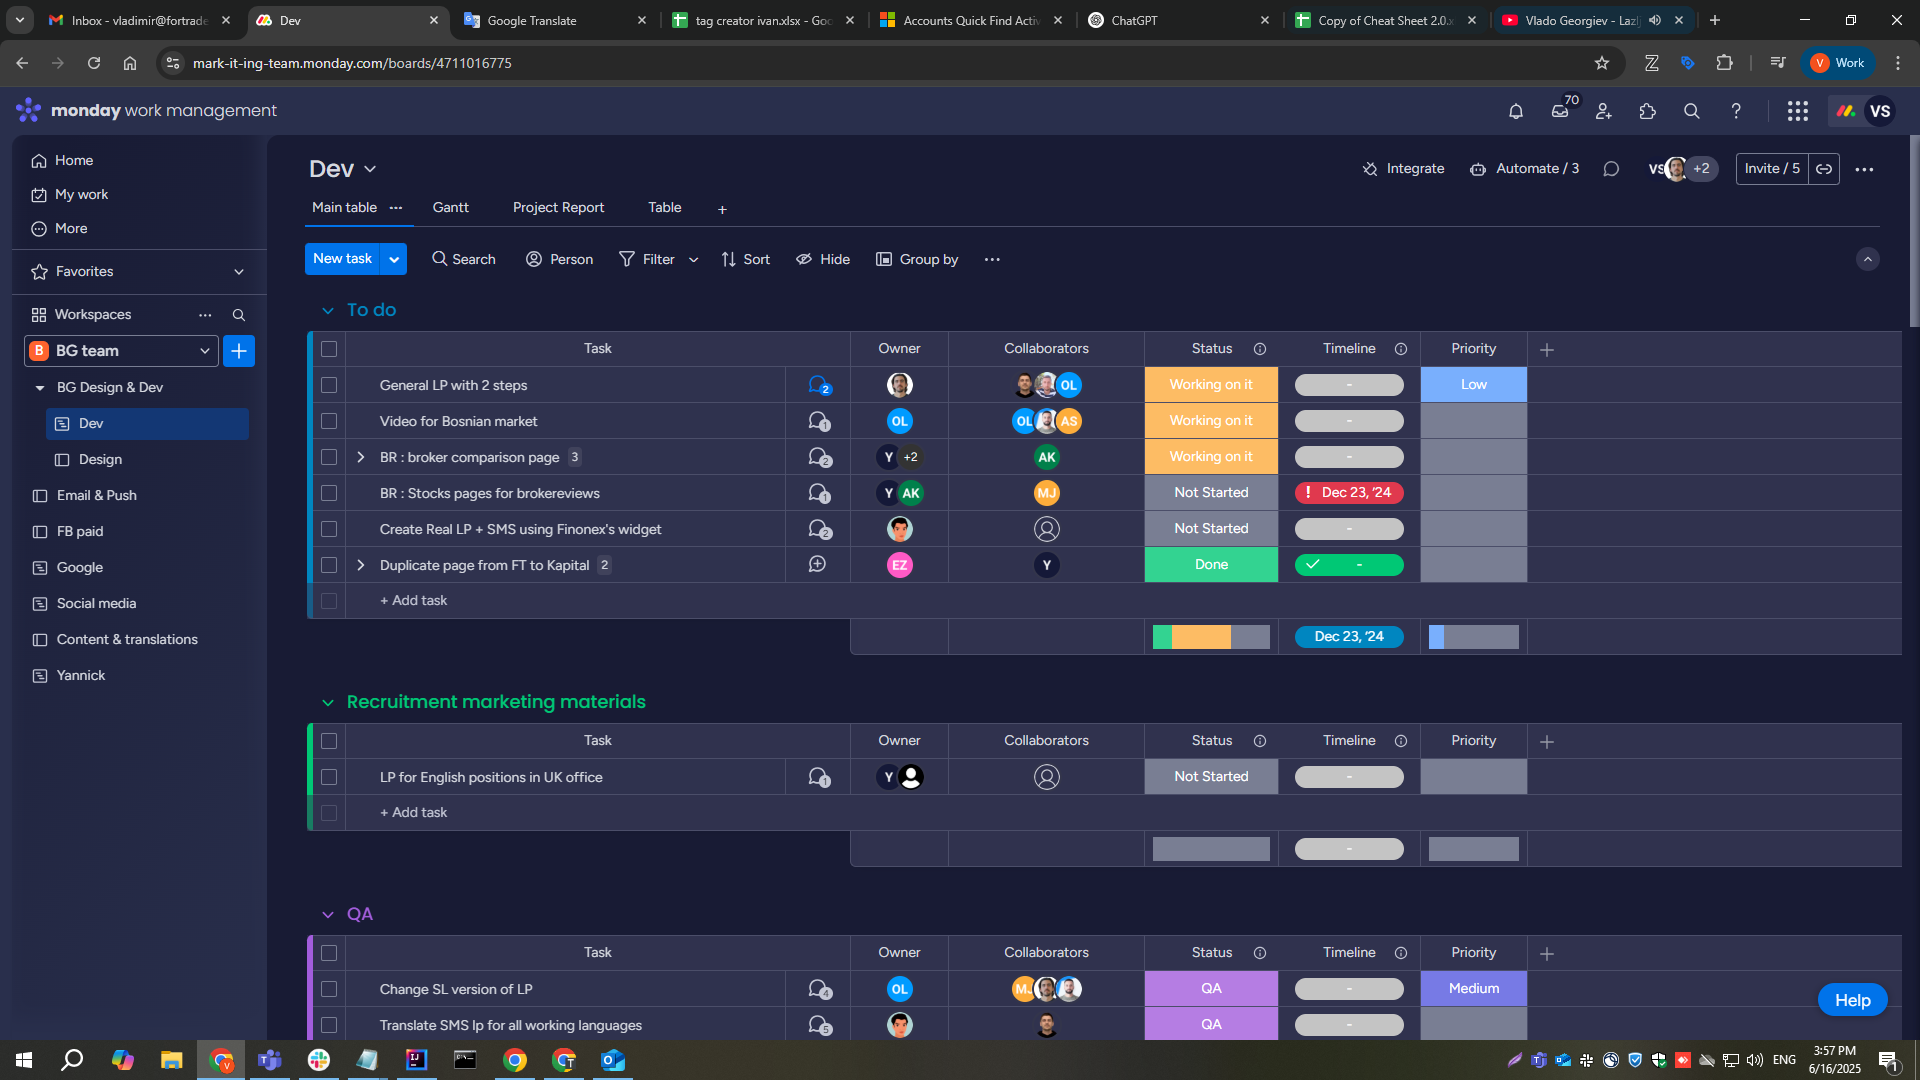 Inbox - vladimir@fortrade
Dev
Google Translate
tag creator ivan.xlsx - Goo
Accounts Quick Find Activ
ChatGPT
Copy of Cheat Sheet 2.0.x
Vlado Georgiev - Lazlj
mark-it-ing-team.monday.com/boards/4711016775
Work
monday work management
70
VS
Home
My work
More
Favorites
Workspaces
B BG team
BG Design & Dev
Dev
Design
Email & Push
FB paid
Google
Social media
Content & translations
Yannick
Dev
Integrate
Automate / 3
VS +2
Invite / 5
Main table
Gantt
Project Report
Table
New task
Search
Person
Filter
Sort
Hide
Group by
To do
Task Owner Collaborators Status Timeline Priority
General LP with 2 steps 2 OL Working on it - Low
Video for Bosnian market 1 OL OL AS Working on it -
BR : broker comparison page 3 2 Y +2 AK Working on it -
BR : Stocks pages for brokereviews 1 Y AK MJ Not Started ! Dec 23, '24
Create Real LP + SMS using Finonex's widget 2 Not Started -
Duplicate page from FT to Kapital 2 EZ Y Done -
+ Add task
Dec 23, '24
Recruitment marketing materials
Task Owner Collaborators Status Timeline Priority
LP for English positions in UK office 1 Y Not Started -
+ Add task
-
QA
Task Owner Collaborators Status Timeline Priority
Change SL version of LP 4 OL MJ QA - Medium
Translate SMS lp for all working languages 5 QA -
Help
ENG
3:57 PM
6/16/2025
1